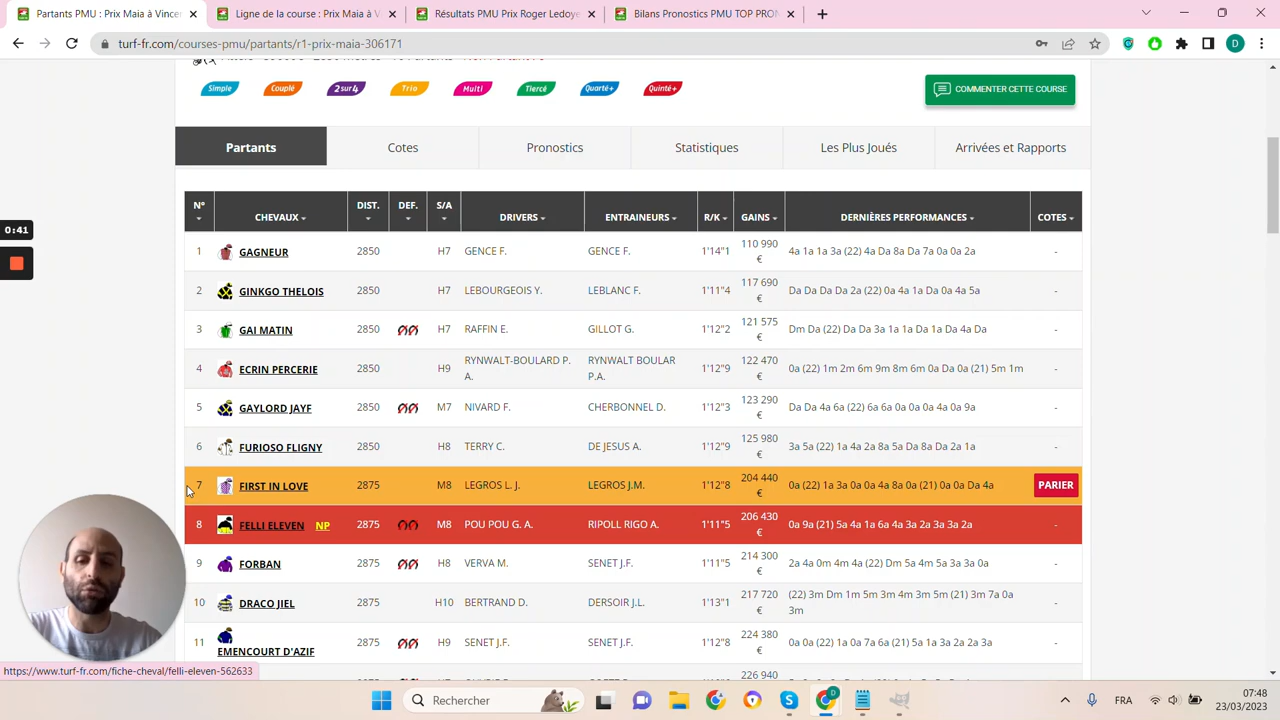 Partants PMU : Prix Maia à Vincen
Ligne de la course : Prix Maia à V
Résultats PMU Prix Roger Ledoye
Bilans Pronostics PMU TOP PRON
turf-fr.com/courses-pmu/partants/r1-prix-maia-306171
D
Simple
Couplé
2sur4
Trio
Multi
Tiercé
Quarté+
Quinté+
COMMENTER CETTE COURSE
Partants
Cotes
Pronostics
Statistiques
Les Plus Joués
Arrivées et Rapports
N° CHEVAUX DIST. DEF. S/A DRIVERS ENTRAINEURS R/K GAINS DERNIÈRES PERFORMANCES COTES
0:41
1 GAGNEUR 2850 H7 GENCE F. GENCE F. 1'14"1 110 990 € 4a 1a 1a 3a (22) 4a Da 8a Da 7a 0a 0a 2a -
2 GINKGO THELOIS 2850 H7 LEBOURGEOIS Y. LEBLANC F. 1'11"4 117 690 € Da Da Da Da 2a (22) 0a 4a 1a Da 0a 4a 5a -
3 GAI MATIN 2850 H7 RAFFIN E. GILLOT G. 1'12"2 121 575 € Dm Da (22) Da Da 3a 1a 1a Da 1a Da 4a Da -
4 ECRIN PERCERIE 2850 H9 RYNWALT-BOULARD P. A. RYNWALT BOULAR P.A. 1'12"9 122 470 € 0a (22) 1m 2m 6m 9m 8m 6m 0a Da 0a (21) 5m 1m -
5 GAYLORD JAYF 2850 M7 NIVARD F. CHERBONNEL D. 1'12"3 123 290 € Da Da 4a 6a (22) 6a 6a 0a 0a 0a 4a 0a 9a -
6 FURIOSO FLIGNY 2850 H8 TERRY C. DE JESUS A. 1'12"9 125 980 € 3a 5a (22) 1a 4a 2a 8a 5a Da 8a Da 2a 1a -
7 FIRST IN LOVE 2875 M8 LEGROS L. J. LEGROS J.M. 1'12"8 204 440 € 0a (22) 1a 3a 0a 0a 4a 8a 0a (21) 0a 0a Da 4a PARIER
8 FELLI ELEVEN NP 2875 M8 POU POU G. A. RIPOLL RIGO A. 1'11"5 206 430 € 0a 9a (21) 5a 4a 1a 6a 4a 3a 2a 3a 3a 2a -
9 FORBAN 2875 H8 VERVA M. SENET J.F. 1'11"5 214 300 € 2a 4a 0m 4m 4a (22) Dm 5a 4m 5a 3a 3a 0a -
10 DRACO JIEL 2875 H10 BERTRAND D. DERSOIR J.L. 1'13"1 217 720 € (22) 3m Dm 1m 5m 3m 4m 3m 5m (21) 3m 7a 0a 3m -
11 EMENCOURT D'AZIF 2875 H9 SENET J.F. SENET J.F. 1'12"8 224 380 € 0a 0a (22) 1a 0a 7a 6a (21) 5a 1a 3a 2a 2a 3a -
226 940
https://www.turf-fr.com/fiche-cheval/felli-eleven-562633
Rechercher
FRA
07:48
23/03/2023